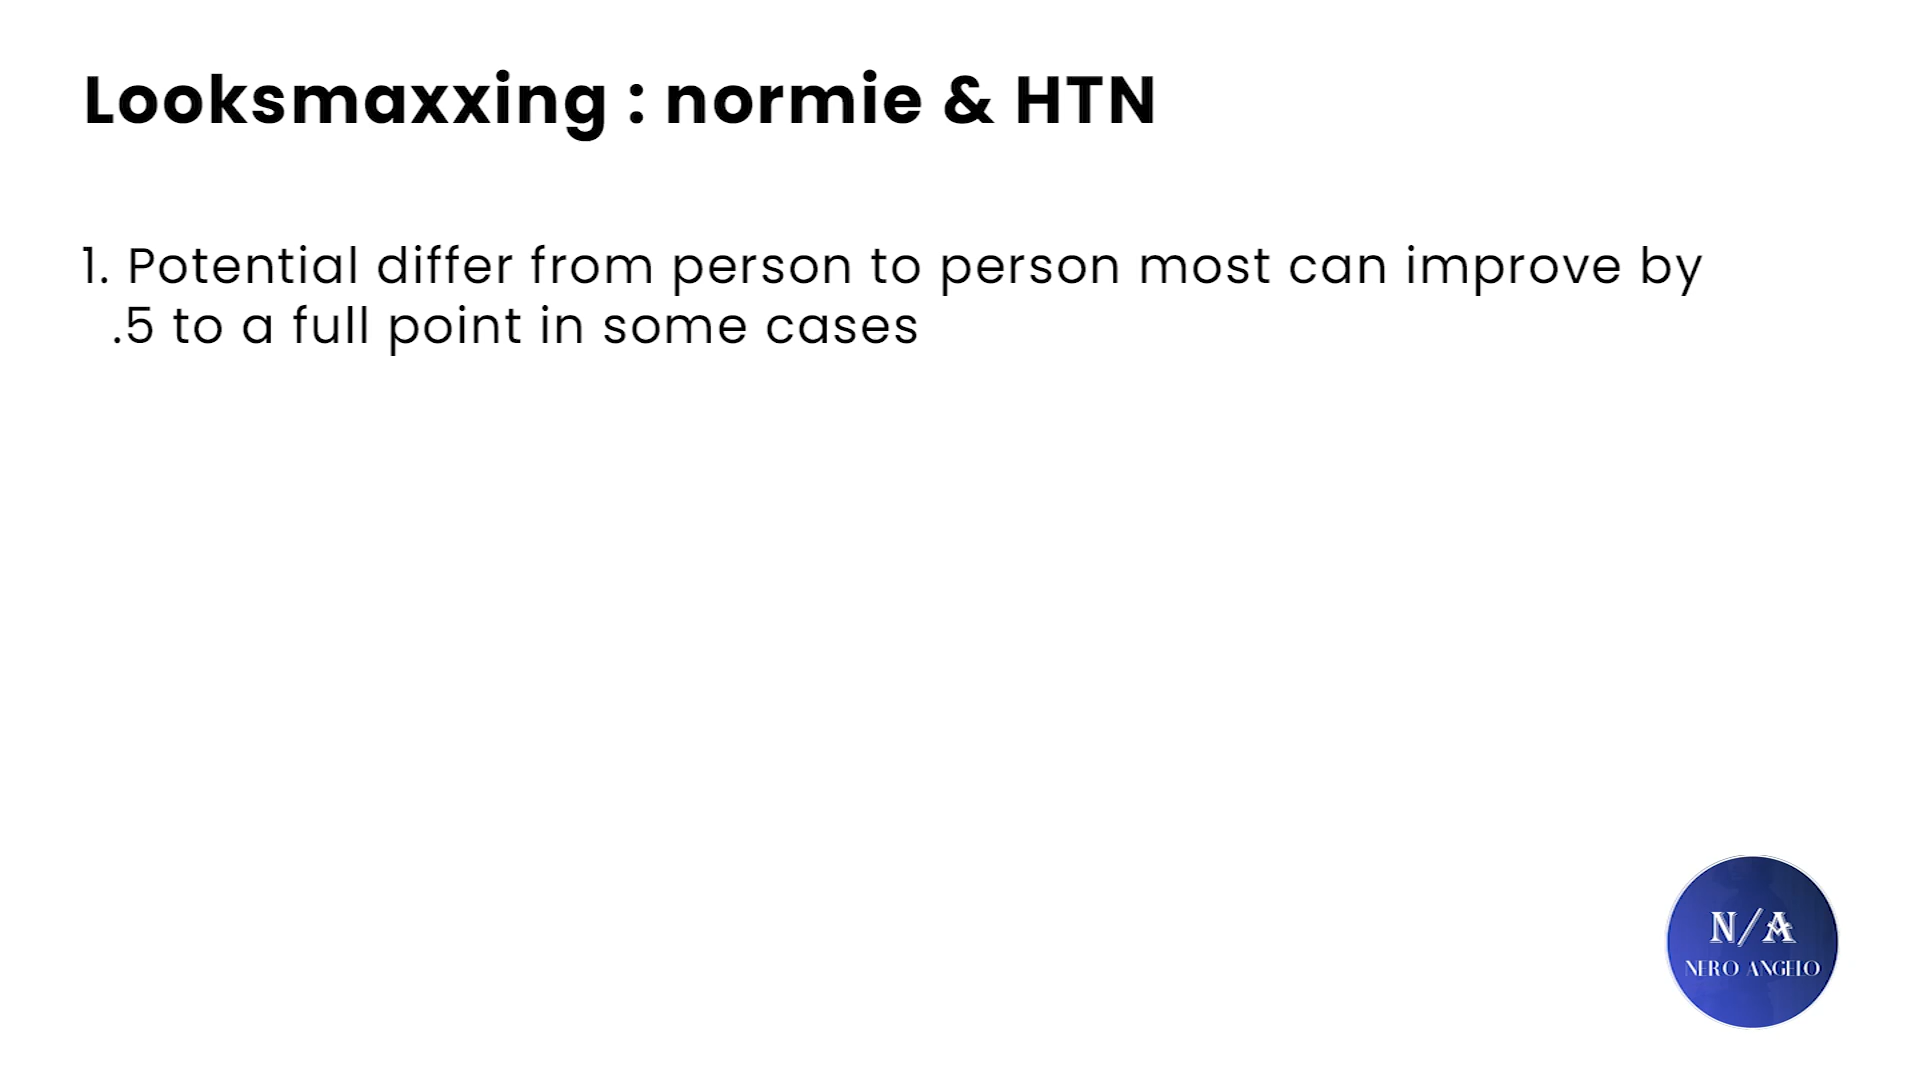 Looksmaxxing : normie & HTN
1. Potential differ from person to person most can improve by
.5 to a full point in some cases
N/A
NERO ANGELO